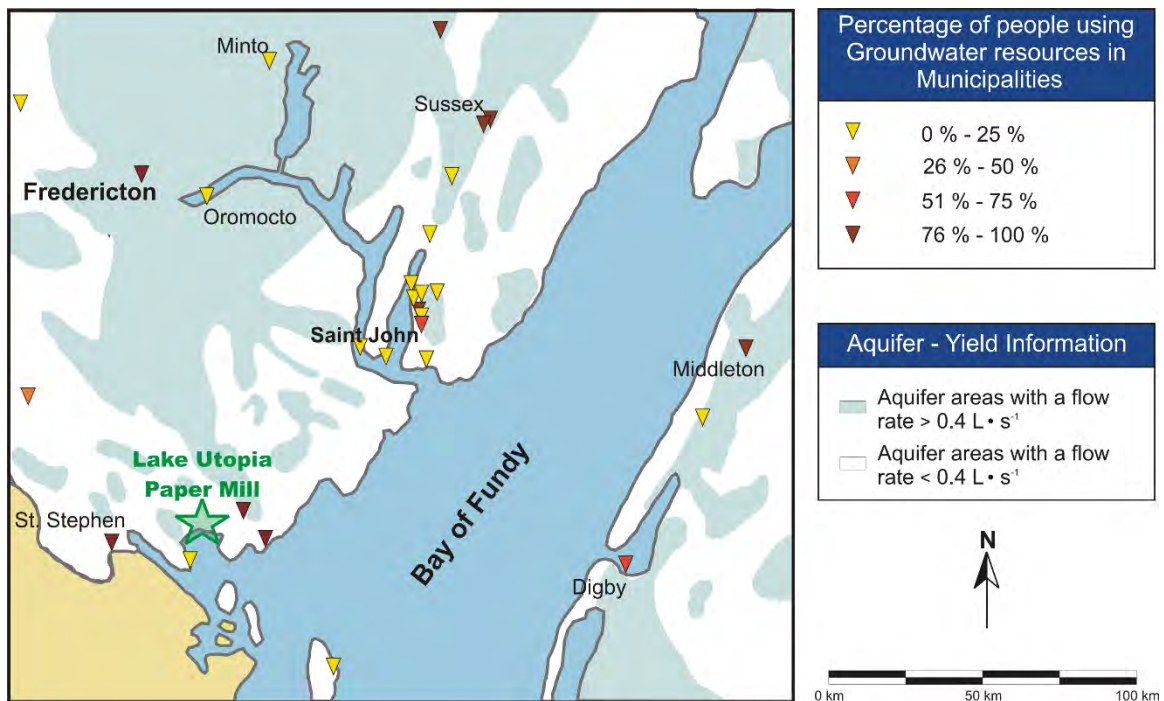 Minto
Sussex
Fredericton
Oromocto
Saint John
Middleton
Lake Utopia
Paper Mill
St. Stephen
Bay of Fundy
Digby
Percentage of people using
Groundwater resources in
Municipalities
0 % - 25 %
26 % - 50 %
51 % - 75 %
76 % - 100 %
Aquifer - Yield Information
Aquifer areas with a flow
rate > 0.4 L • s⁻¹
Aquifer areas with a flow
rate < 0.4 L • s⁻¹
N
0 km 50 km 100 km